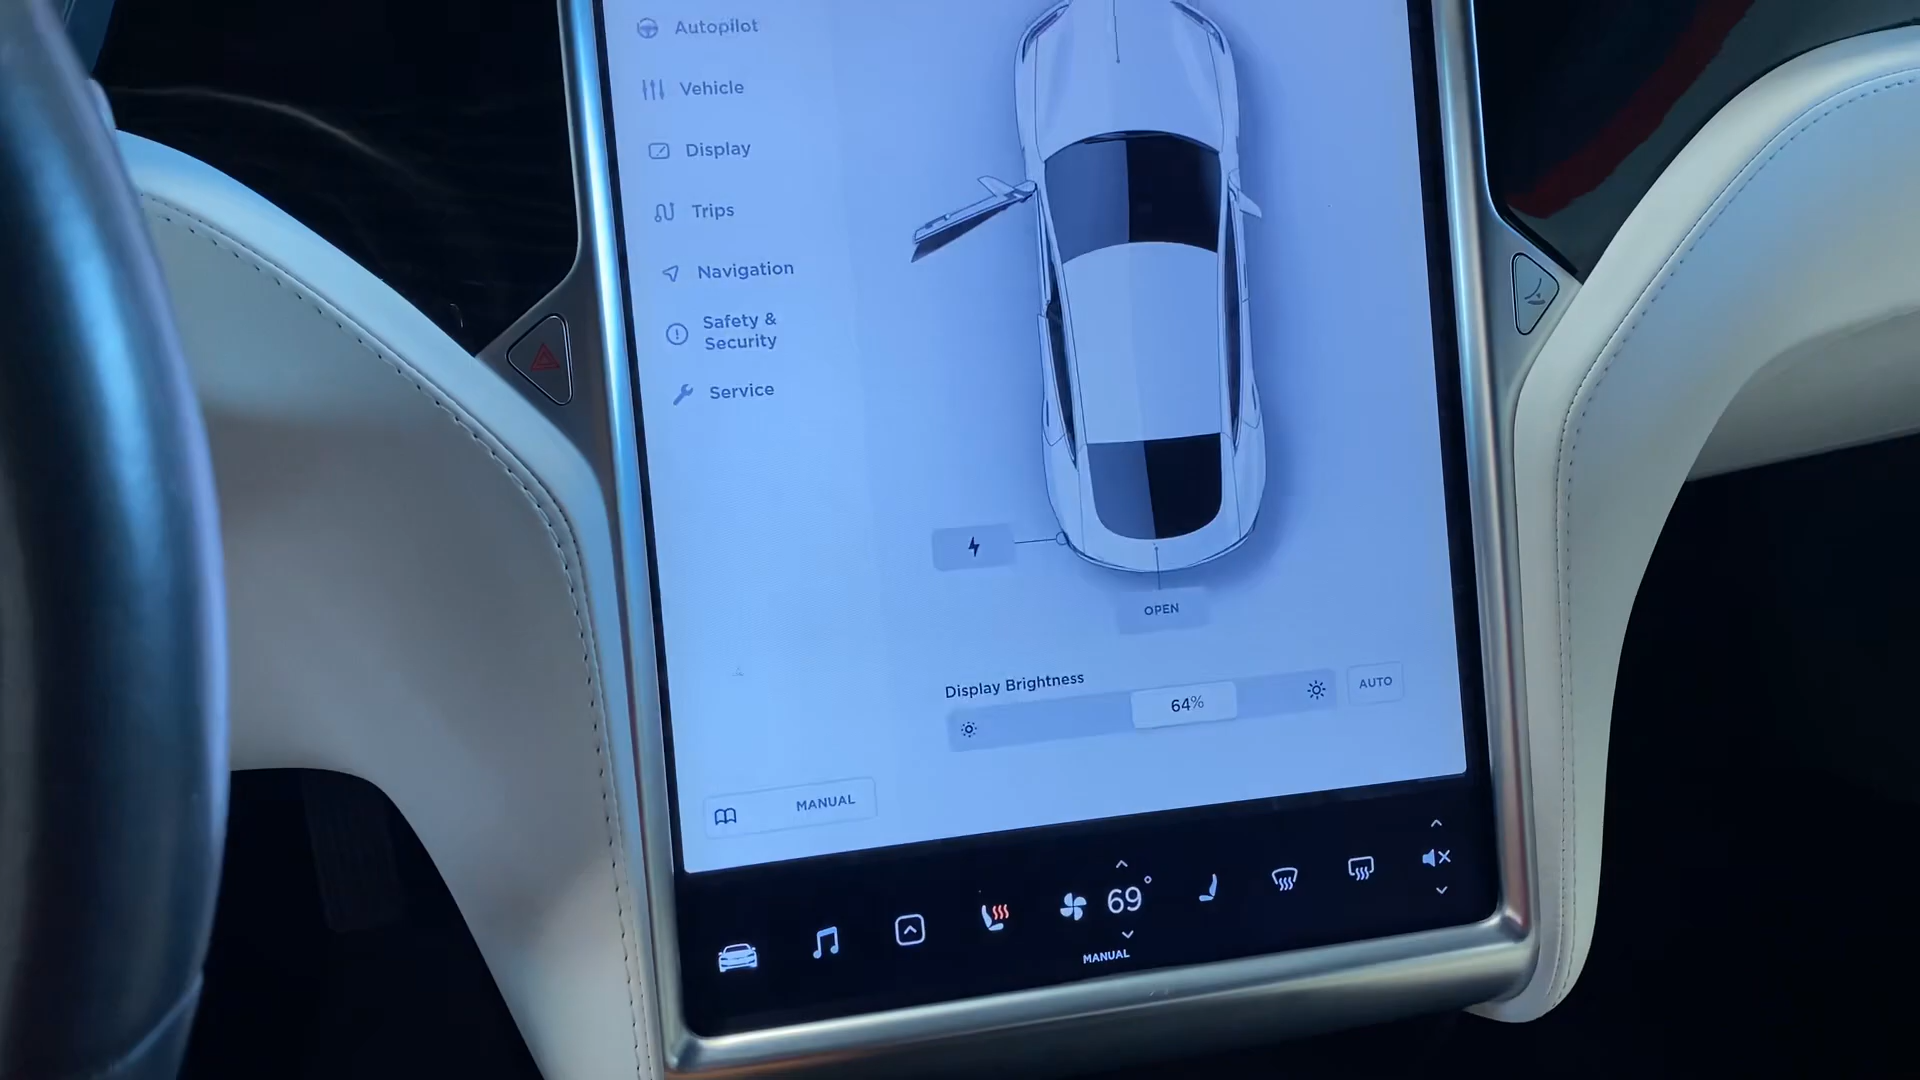 Autopilot
Vehicle
Display
Trips
Navigation
Safety &
Security
Service
OPEN
Display Brightness
64%
AUTO
MANUAL
69°
MANUAL